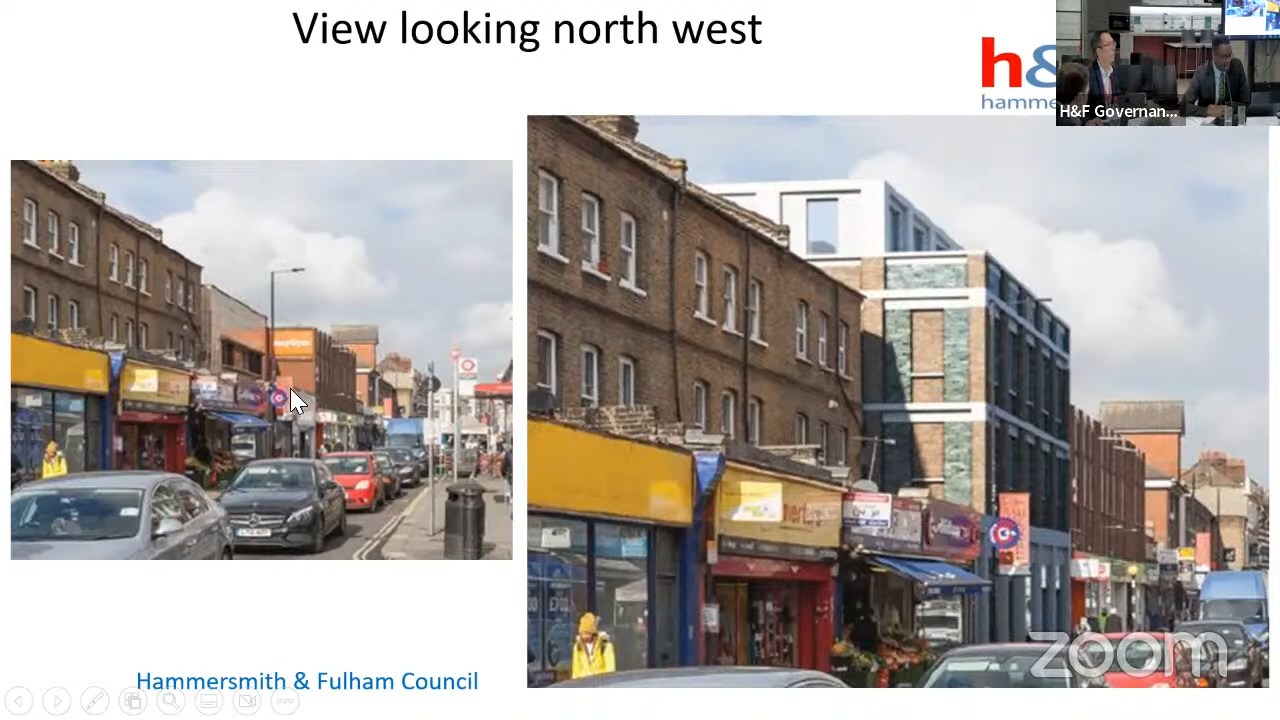 View looking north west
h&
hamme
H&F Governan...
Hammersmith & Fulham Council
zoom